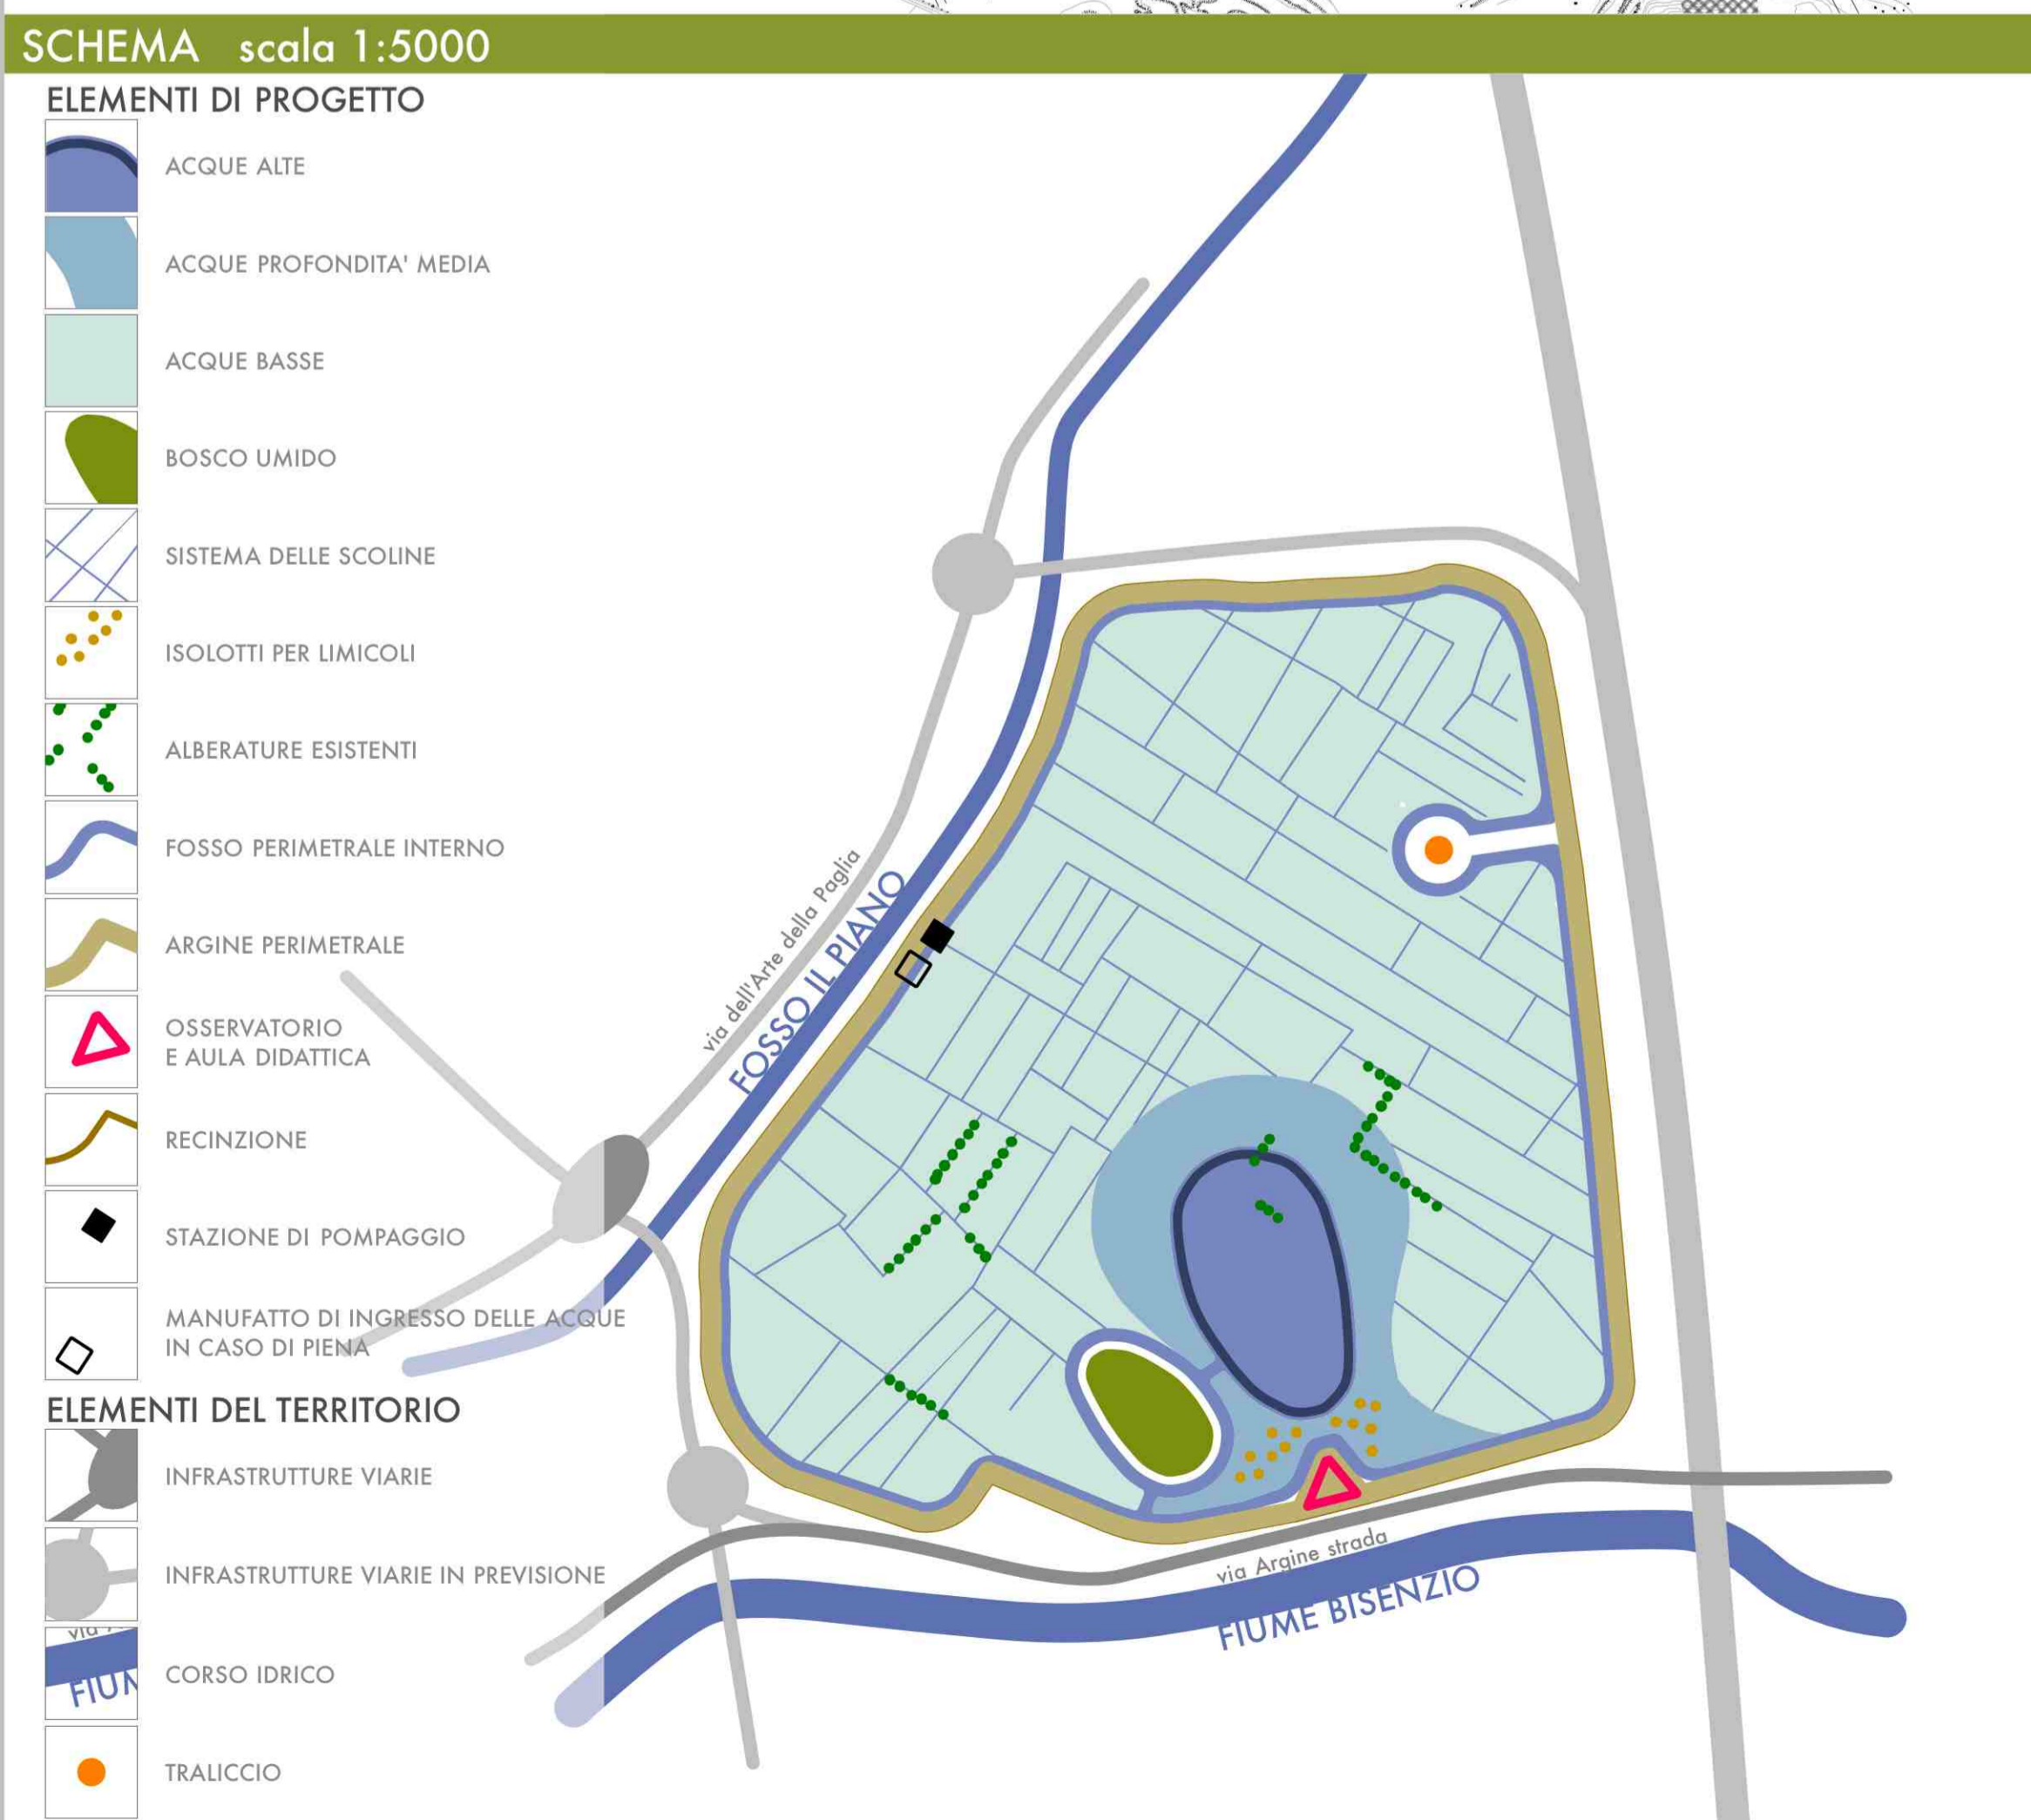 SCHEMA scala 1:5000
ELEMENTI DI PROGETTO
ACQUE ALTE
ACQUE PROFONDITA' MEDIA
ACQUE BASSE
BOSCO UMIDO
SISTEMA DELLE SCOLINE
ISOLOTTI PER LIMICOLI
ALBERATURE ESISTENTI
FOSSO PERIMETRALE INTERNO
ARGINE PERIMETRALE
OSSERVATORIO
E AULA DIDATTICA
RECINZIONE
STAZIONE DI POMPAGGIO
MANUFATTO DI INGRESSO DELLE ACQUE
IN CASO DI PIENA
ELEMENTI DEL TERRITORIO
INFRASTRUTTURE VIARIE
INFRASTRUTTURE VIARIE IN PREVISIONE
via
FIUM
CORSO IDRICO
TRALICCIO
via dell'Arte della Paglia
FOSSO IL PIANO
via Argine strada
FIUME BISENZIO